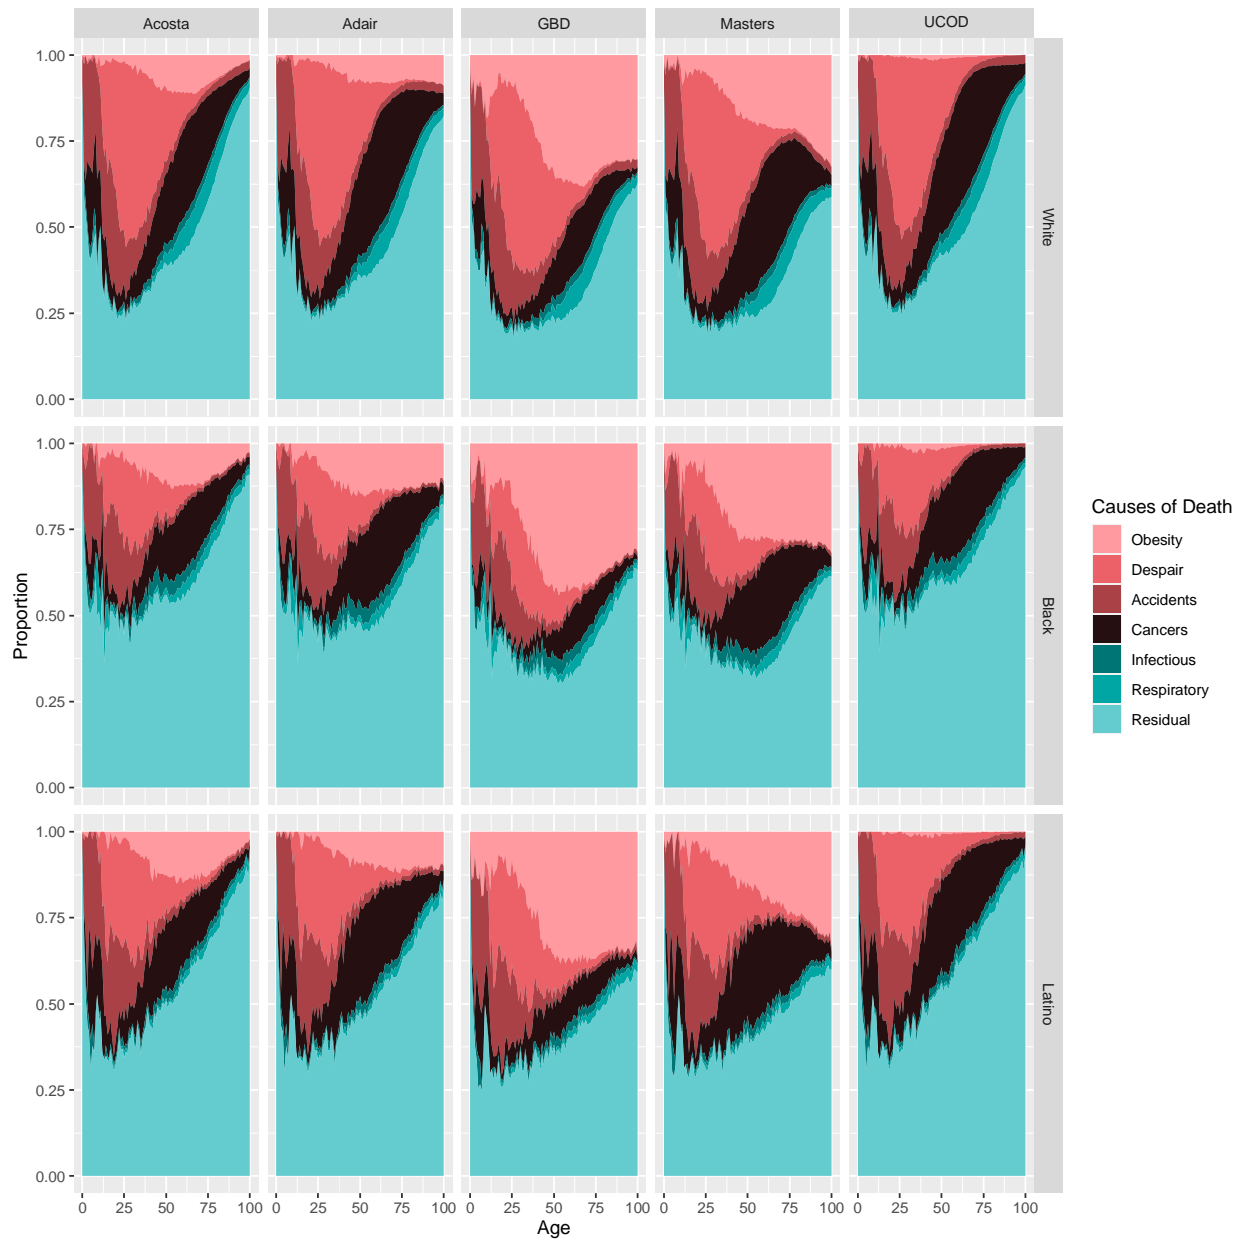 Acosta Adair GBD Masters UCOD
1.00
0.75
0.50
0.25
0.00
White
1.00
0.75
0.50
0.25
0.00
Black
1.00
0.75
0.50
0.25
0.00
Latino
Proportion
0 25 50 75 100 0 25 50 75 100 0 25 50 75 100 0 25 50 75 100 0 25 50 75 100
Age
Causes of Death
Obesity
Despair
Accidents
Cancers
Infectious
Respiratory
Residual